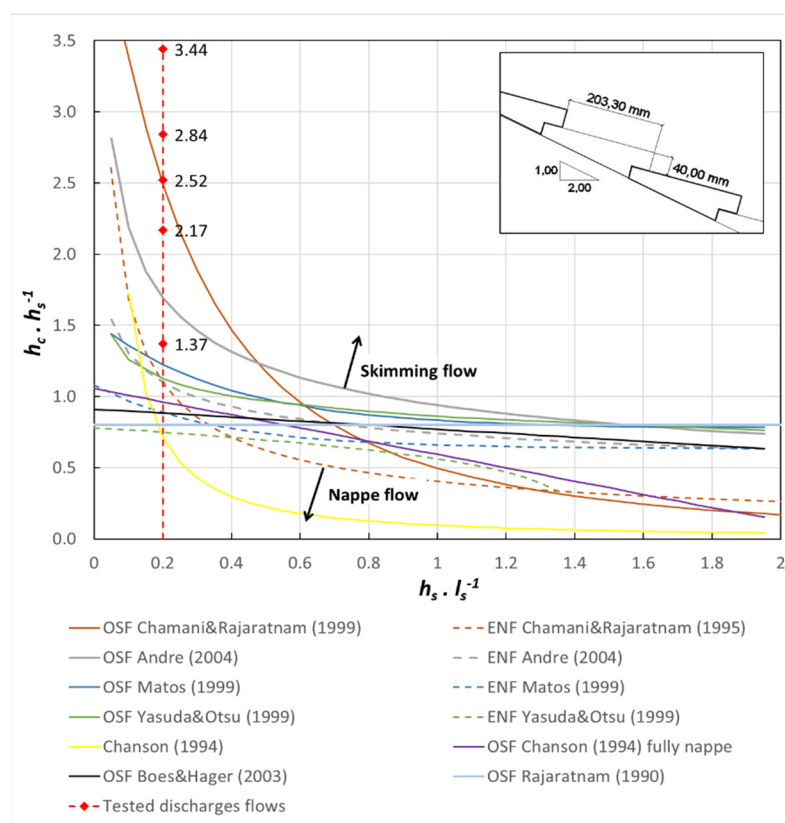 3.5
3.0
2.5
2.0
1.5
1.0
0.5
0.0
h_c . h_s^-1
3.44
2.84
2.52
2.17
1.37
203,30 mm
40,00 mm
1,00
2,00
Skimming flow
Nappe flow
0 0.2 0.4 0.6 0.8 1 1.2 1.4 1.6 1.8 2
h_s . l_s^-1
OSF Chamani&Rajaratnam (1999) ENF Chamani&Rajaratnam (1995)
OSF Andre (2004) ENF Andre (2004)
OSF Matos (1999) ENF Matos (1999)
OSF Yasuda&Otsu (1999) ENF Yasuda&Otsu (1999)
Chanson (1994) OSF Chanson (1994) fully nappe
OSF Boes&Hager (2003) OSF Rajaratnam (1990)
Tested discharges flows